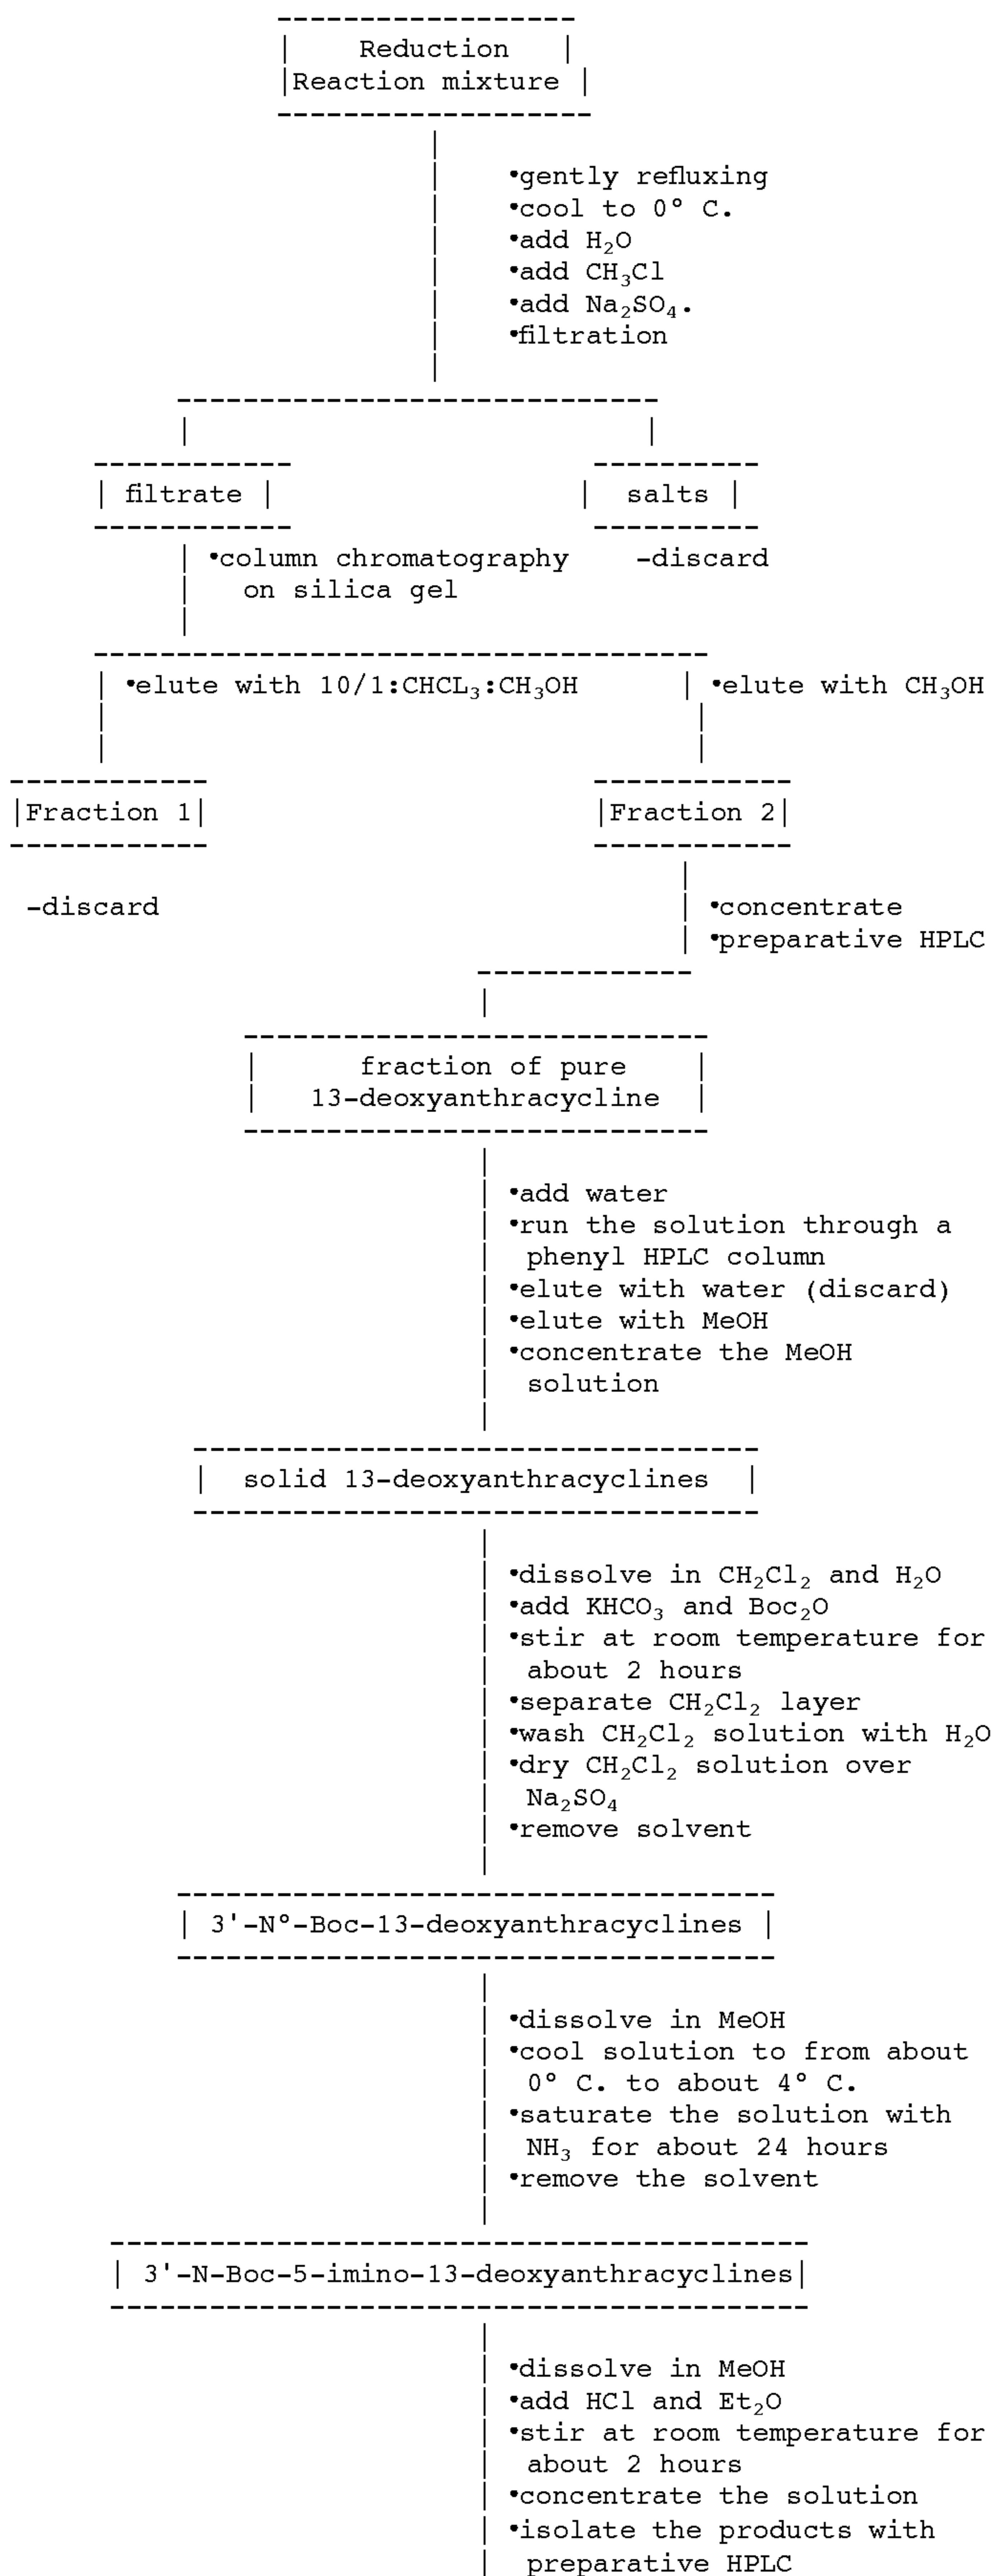 Reduction
Reaction mixture
•gently refluxing
•cool to 0° C.
•add H₂O
•add CH₃Cl
•add Na₂SO₄.
•filtration
filtrate
salts
•column chromatography
on silica gel
-discard
•elute with 10/1:CHCL₃:CH₃OH
•elute with CH₃OH
Fraction 1
Fraction 2
-discard
•concentrate
•preparative HPLC
fraction of pure
13-deoxyanthracycline
•add water
•run the solution through a
phenyl HPLC column
•elute with water (discard)
•elute with MeOH
•concentrate the MeOH
solution
solid 13-deoxyanthracyclines
•dissolve in CH₂Cl₂ and H₂O
•add KHCO₃ and Boc₂O
•stir at room temperature for
about 2 hours
•separate CH₂Cl₂ layer
•wash CH₂Cl₂ solution with H₂O
•dry CH₂Cl₂ solution over
Na₂SO₄
•remove solvent
3'-N°-Boc-13-deoxyanthracyclines
•dissolve in MeOH
•cool solution to from about
0° C. to about 4° C.
•saturate the solution with
NH₃ for about 24 hours
•remove the solvent
3'-N-Boc-5-imino-13-deoxyanthracyclines
•dissolve in MeOH
•add HCl and Et₂O
•stir at room temperature for
about 2 hours
•concentrate the solution
•isolate the products with
preparative HPLC